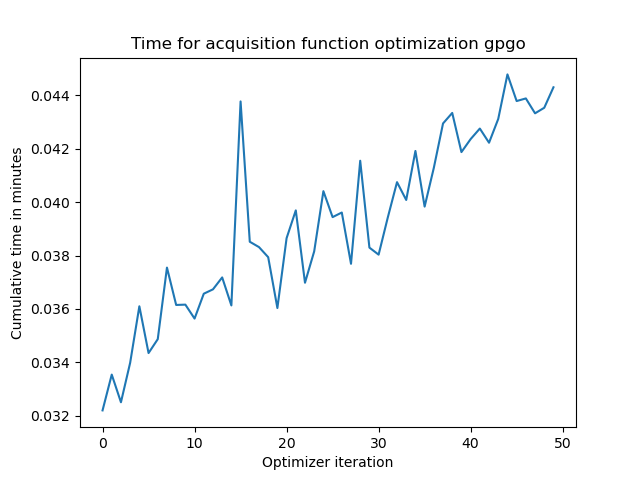 Time for acquisition function optimization gpgo
Cumulative time in minutes
0.044
0.042
0.040
0.038
0.036
0.034
0.032
0 10 20 30 40 50
Optimizer iteration